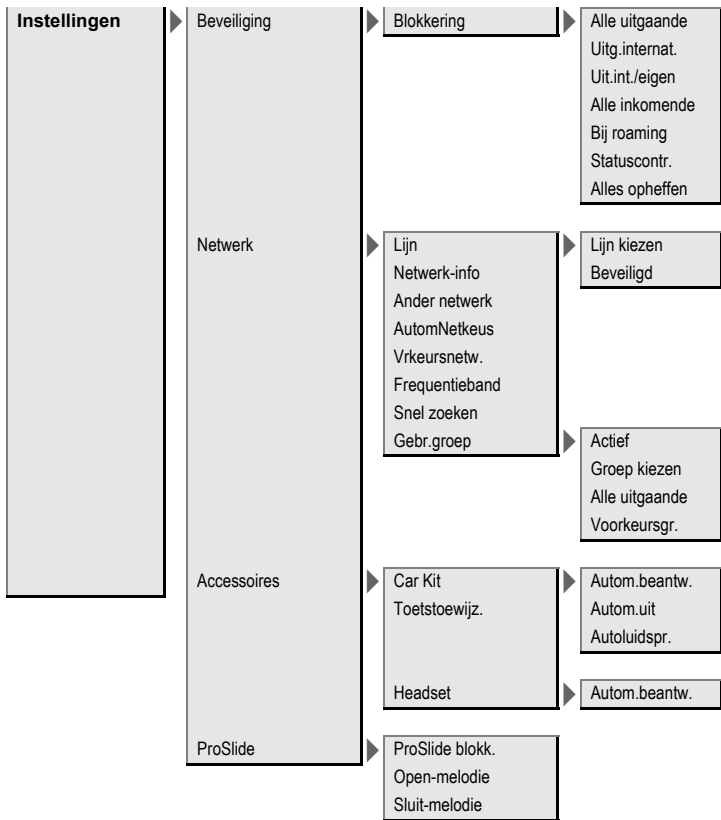 Instellingen
Beveiliging
Blokkering
Alle uitgaande
Uitg.internat.
Uit.int./eigen
Alle inkomende
Bij roaming
Statuscontr.
Alles opheffen
Netwerk
Lijn
Lijn kiezen
Beveiligd
Netwerk-info
Ander netwerk
AutomNetkeus
Vrkeursnetw.
Frequentieband
Snel zoeken
Gebr.groep
Actief
Groep kiezen
Alle uitgaande
Voorkeursgr.
Accessoires
Car Kit
Autom.beantw.
Autom.uit
Autoluidspr.
Toetstoewijz.
Headset
Autom.beantw.
ProSlide
ProSlide blokk.
Open-melodie
Sluit-melodie